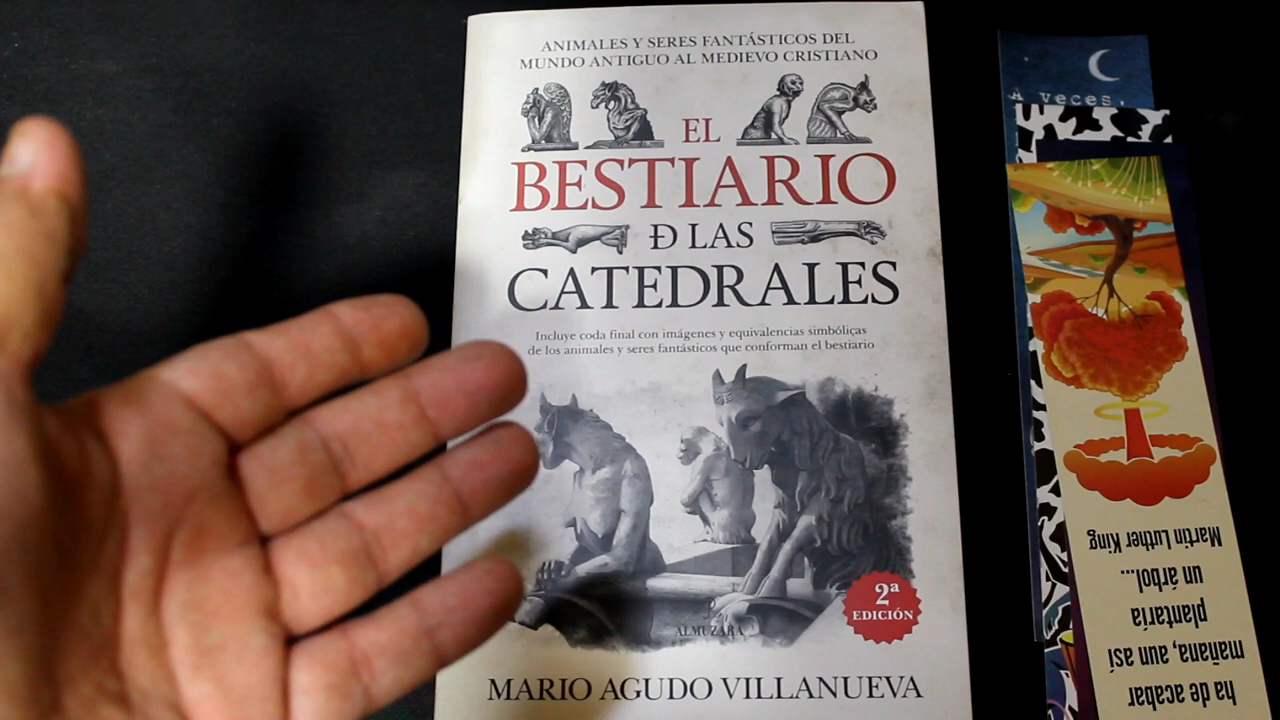 ANIMALES Y SERES FANTÁSTICOS DEL
MUNDO ANTIGUO AL MEDIEVO CRISTIANO
EL
BESTIARIO
Đ LAS
CATEDRALES
Incluye coda final con imágenes y equivalencias simbólicas
de los animales y seres fantásticos que conforman el bestiario
2ª
EDICIÓN
ALMUZARA
MARIO AGUDO VILLANUEVA
A veces,
ha de acabar
mañana, aun así
plantaría
un árbol...
Martin Luther King